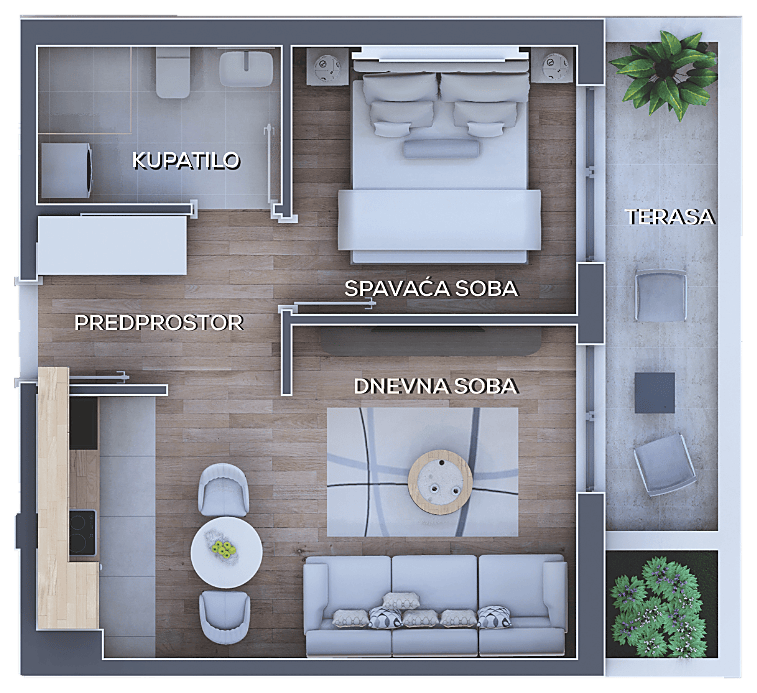 KUPATILO
TERASA
SPAVAĆA SOBA
PREDPROSTOR
DNEVNA SOBA